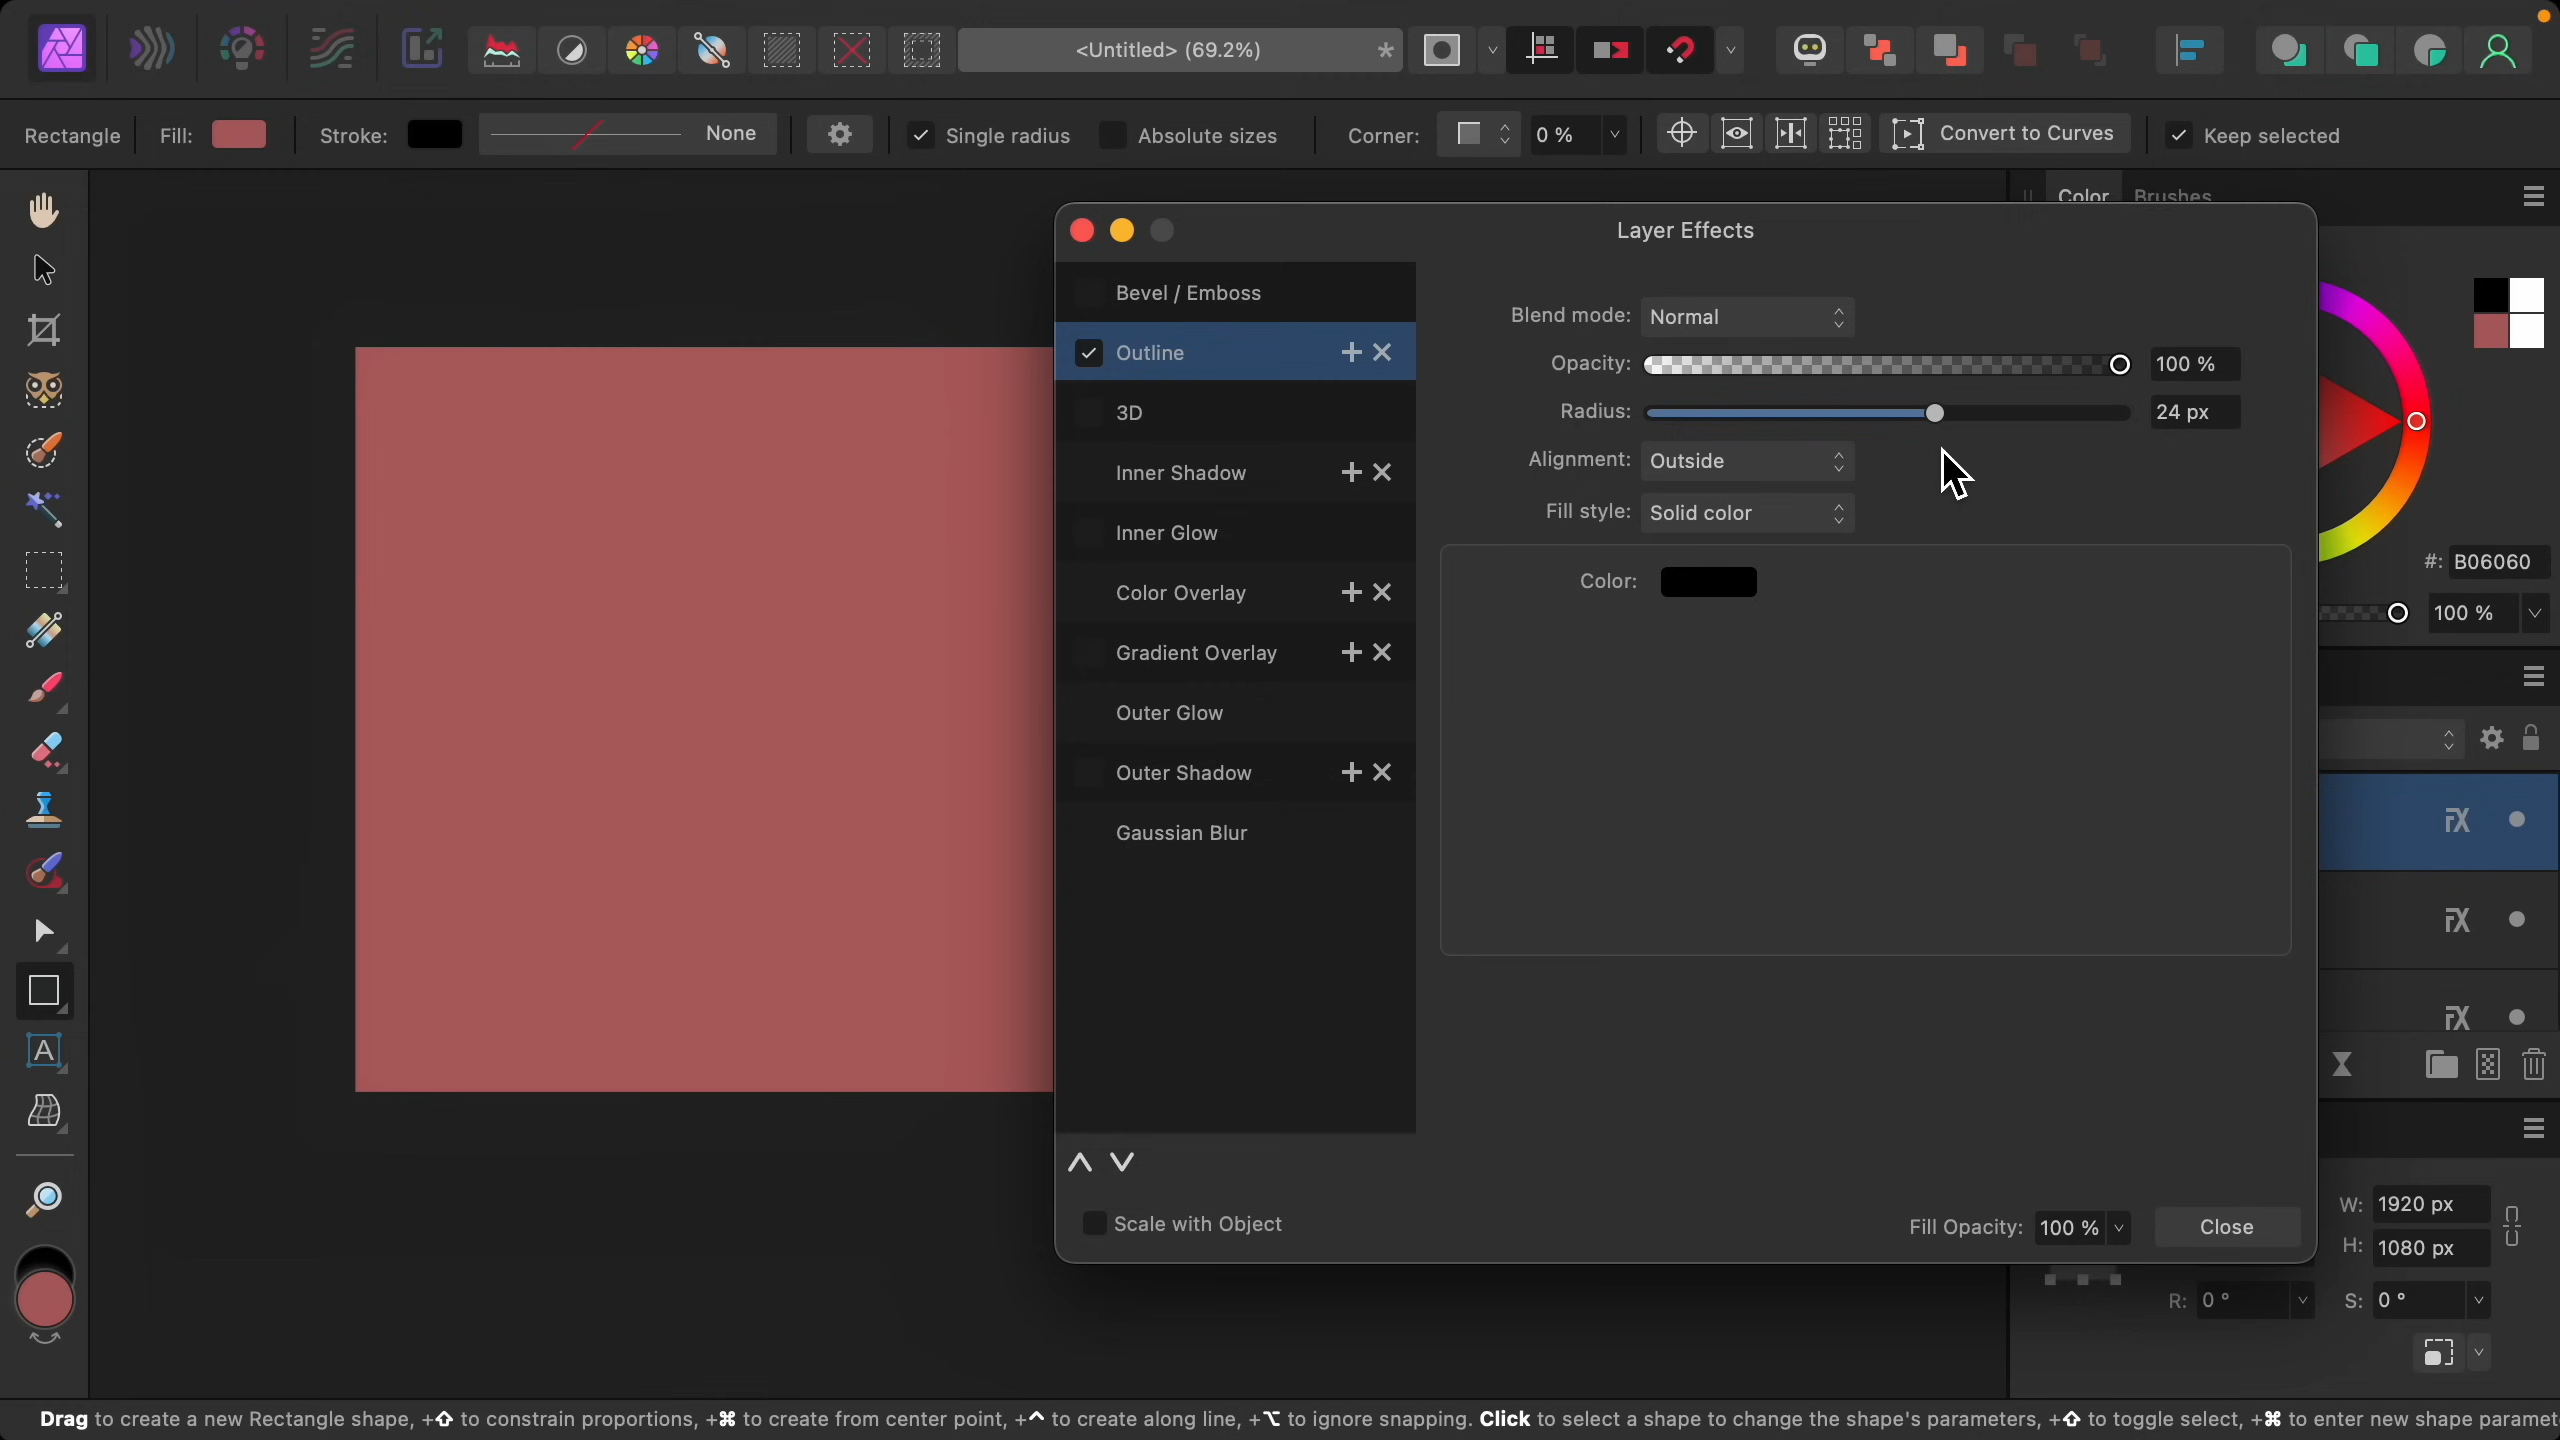 <Untitled> (69.2%) *
Rectangle Fill: Stroke: None Single radius Absolute sizes Corner: 0 % Convert to Curves Keep selected
Color Brushes
Layer Effects
Bevel / Emboss
Outline
3D
Inner Shadow
Inner Glow
Color Overlay
Gradient Overlay
Outer Glow
Outer Shadow
Gaussian Blur
Blend mode: Normal
Opacity: 100 %
Radius: 24 px
Alignment: Outside
Fill style: Solid color
Color:
Scale with Object
Fill Opacity: 100 % Close
#: B06060
100 %
W: 1920 px
H: 1080 px
R: 0 ° S: 0 °
A
Drag to create a new Rectangle shape, +⇧ to constrain proportions, +⌘ to create from center point, +^ to create along line, +⌥ to ignore snapping. Click to select a shape to change the shape's parameters, +⇧ to toggle select, +⌘ to enter new shape paramet